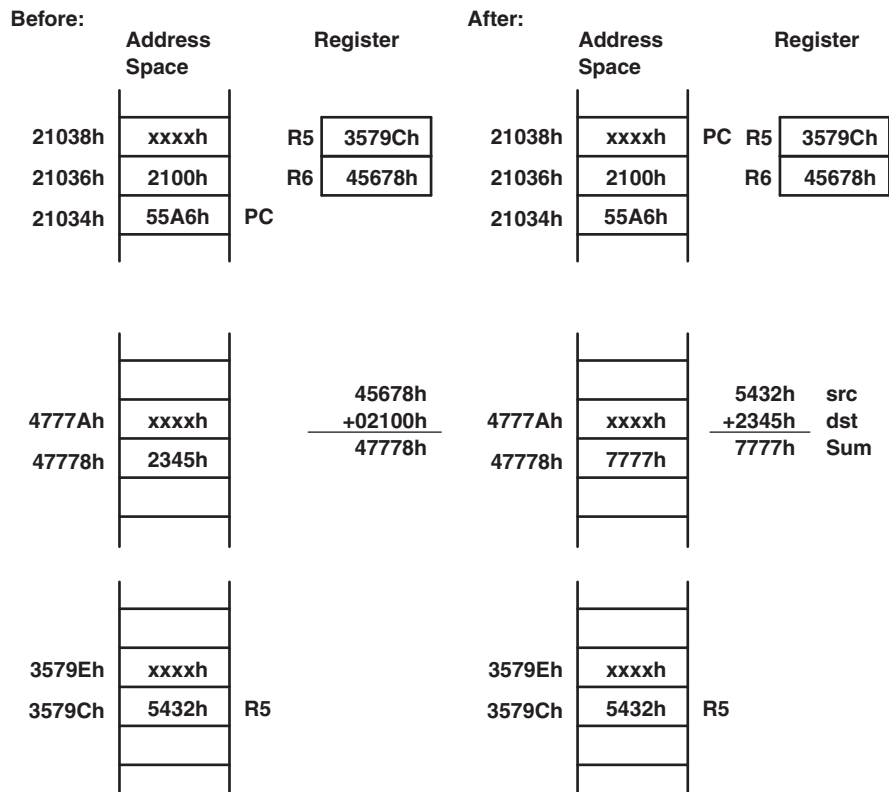 Before:
Address Space
Register
21038h xxxxh R5 3579Ch
21036h 2100h R6 45678h
21034h 55A6h PC
45678h
4777Ah xxxxh +02100h
47778h 2345h 47778h
3579Eh xxxxh
3579Ch 5432h R5
After:
Address Space
Register
21038h xxxxh PC R5 3579Ch
21036h 2100h R6 45678h
21034h 55A6h
5432h src
4777Ah xxxxh +2345h dst
47778h 7777h 7777h Sum
3579Eh xxxxh
3579Ch 5432h R5